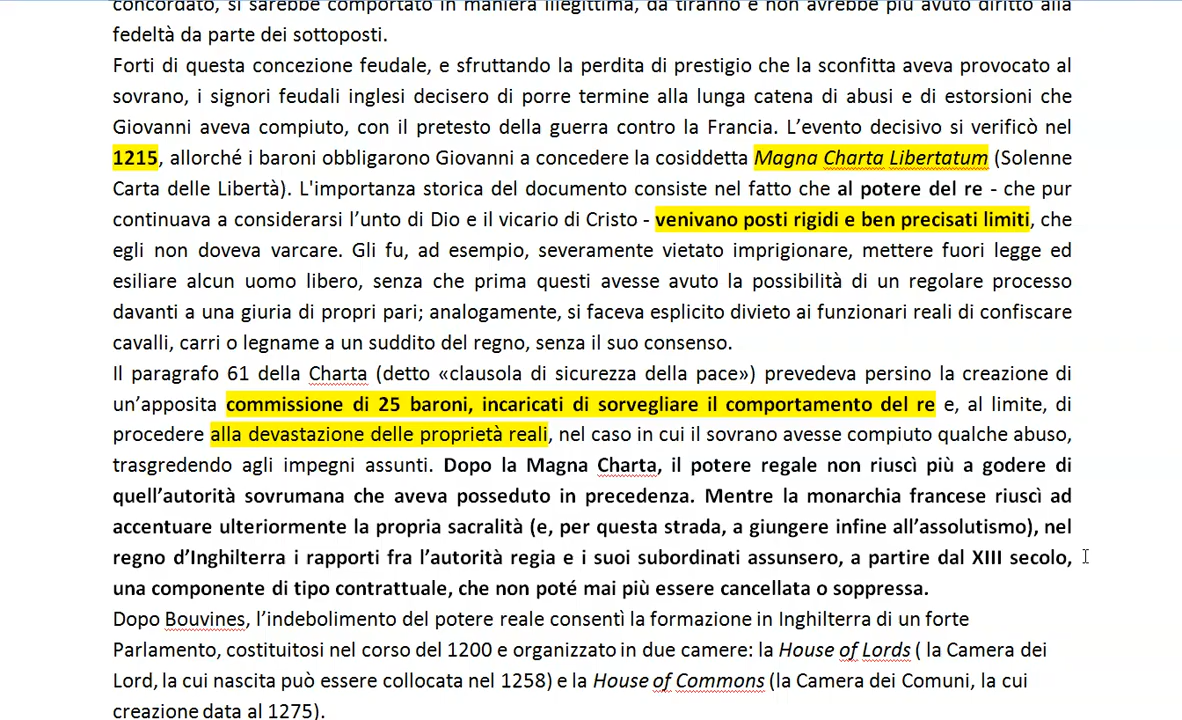 concordato, si sarebbe comportato in maniera illegittima, da tiranno e non avrebbe più avuto diritto alla
fedeltà da parte dei sottoposti.
Forti di questa concezione feudale, e sfruttando la perdita di prestigio che la sconfitta aveva provocato al
sovrano, i signori feudali inglesi decisero di porre termine alla lunga catena di abusi e di estorsioni che
Giovanni aveva compiuto, con il pretesto della guerra contro la Francia. L’evento decisivo si verificò nel
1215, allorché i baroni obbligarono Giovanni a concedere la cosiddetta Magna Charta Libertatum (Solenne
Carta delle Libertà). L'importanza storica del documento consiste nel fatto che al potere del re - che pur
continuava a considerarsi l’unto di Dio e il vicario di Cristo - venivano posti rigidi e ben precisati limiti, che
egli non doveva varcare. Gli fu, ad esempio, severamente vietato imprigionare, mettere fuori legge ed
esiliare alcun uomo libero, senza che prima questi avesse avuto la possibilità di un regolare processo
davanti a una giuria di propri pari; analogamente, si faceva esplicito divieto ai funzionari reali di confiscare
cavalli, carri o legname a un suddito del regno, senza il suo consenso.
Il paragrafo 61 della Charta (detto «clausola di sicurezza della pace») prevedeva persino la creazione di
un’apposita commissione di 25 baroni, incaricati di sorvegliare il comportamento del re e, al limite, di
procedere alla devastazione delle proprietà reali, nel caso in cui il sovrano avesse compiuto qualche abuso,
trasgredendo agli impegni assunti. Dopo la Magna Charta, il potere regale non riuscì più a godere di
quell’autorità sovrumana che aveva posseduto in precedenza. Mentre la monarchia francese riuscì ad
accentuare ulteriormente la propria sacralità (e, per questa strada, a giungere infine all’assolutismo), nel
regno d’Inghilterra i rapporti fra l’autorità regia e i suoi subordinati assunsero, a partire dal XIII secolo,
una componente di tipo contrattuale, che non poté mai più essere cancellata o soppressa.
Dopo Bouvines, l’indebolimento del potere reale consentì la formazione in Inghilterra di un forte
Parlamento, costituitosi nel corso del 1200 e organizzato in due camere: la House of Lords ( la Camera dei
Lord, la cui nascita può essere collocata nel 1258) e la House of Commons (la Camera dei Comuni, la cui
creazione data al 1275).